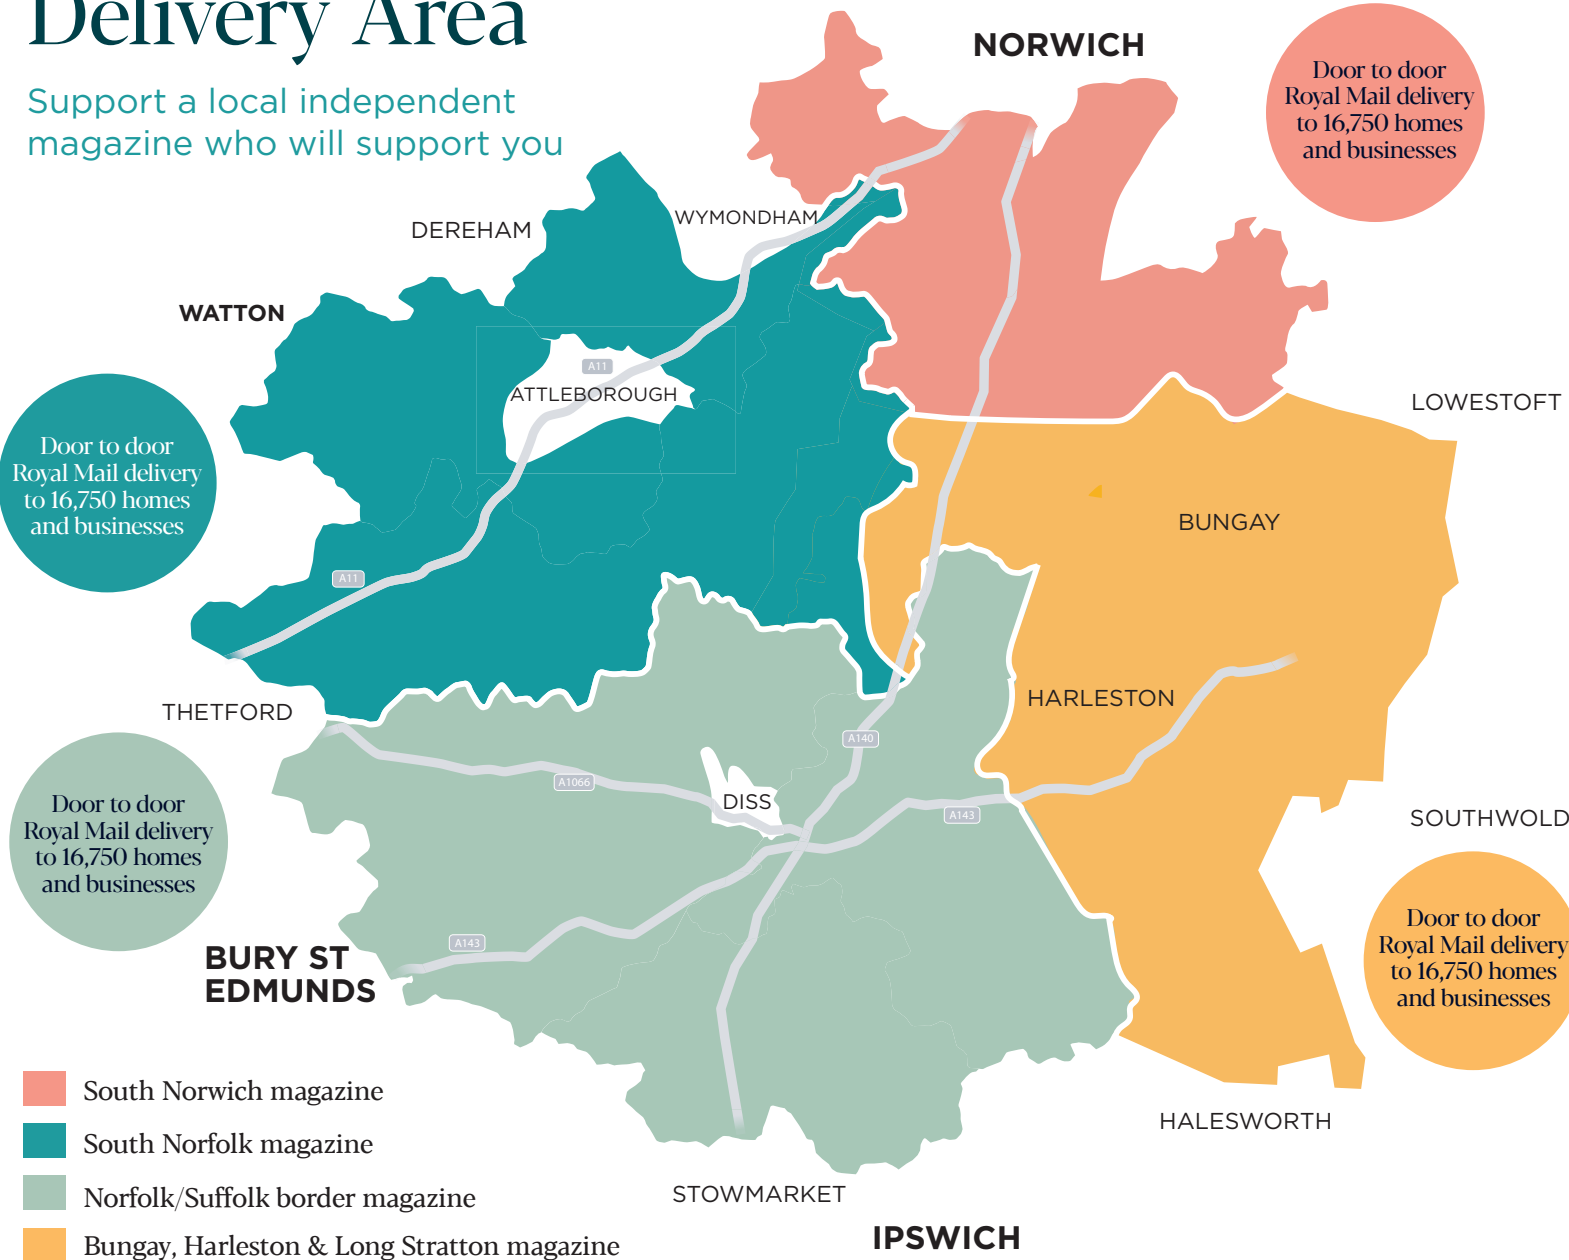 Delivery Area
Support a local independent
magazine who will support you
NORWICH
Door to door
Royal Mail delivery
to 16,750 homes
and businesses
WYMONDHAM
DEREHAM
WATTON
A11
ATTLEBOROUGH
LOWESTOFT
Door to door
Royal Mail delivery
to 16,750 homes
and businesses
BUNGAY
A11
HARLESTON
THETFORD
A140
A1066
DISS
A143
SOUTHWOLD
Door to door
Royal Mail delivery
to 16,750 homes
and businesses
Door to door
Royal Mail delivery
to 16,750 homes
and businesses
A143
BURY ST
EDMUNDS
South Norwich magazine
South Norfolk magazine
Norfolk/Suffolk border magazine
Bungay, Harleston & Long Stratton magazine
HALESWORTH
STOWMARKET
IPSWICH